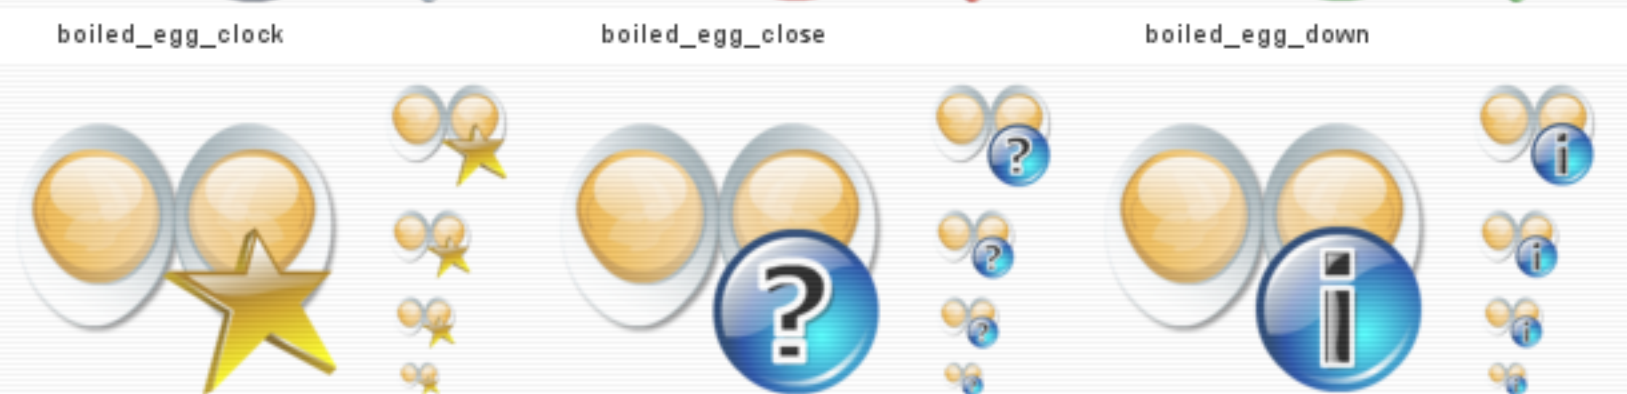 boiled_egg_clock boiled_egg_close boiled_egg_down
? ? i i
? i
? i
? i